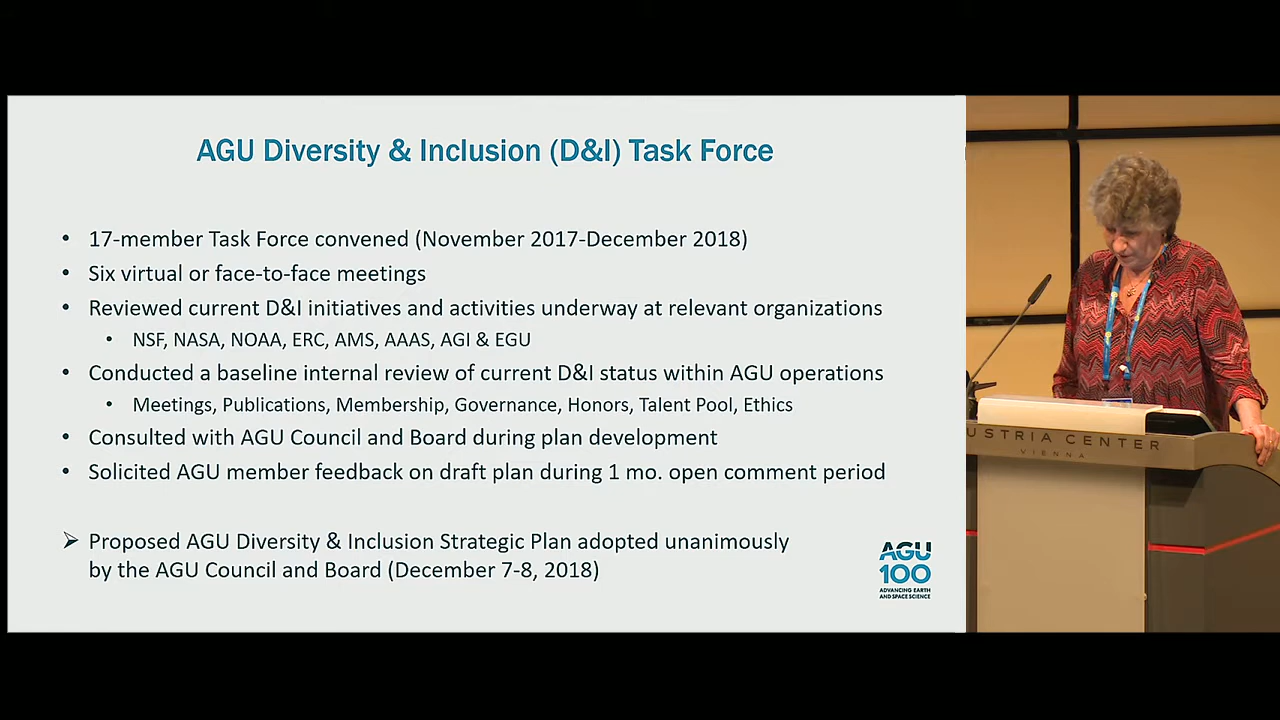 AGU Diversity & Inclusion (D&I) Task Force
• 17-member Task Force convened (November 2017-December 2018)
• Six virtual or face-to-face meetings
• Reviewed current D&I initiatives and activities underway at relevant organizations
• NSF, NASA, NOAA, ERC, AMS, AAAS, AGI & EGU
• Conducted a baseline internal review of current D&I status within AGU operations
• Meetings, Publications, Membership, Governance, Honors, Talent Pool, Ethics
• Consulted with AGU Council and Board during plan development
• Solicited AGU member feedback on draft plan during 1 mo. open comment period
➢ Proposed AGU Diversity & Inclusion Strategic Plan adopted unanimously
by the AGU Council and Board (December 7-8, 2018)
AGU
100
ADVANCING EARTH
AND SPACE SCIENCE
USTRIA CENTER
VIENNA